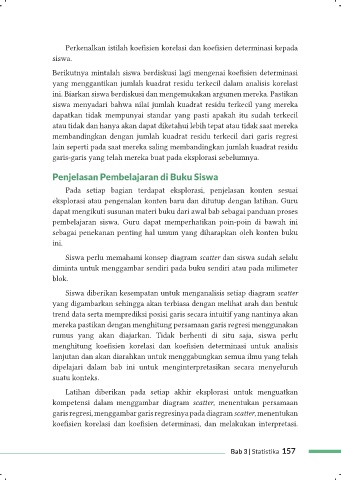 Perkenalkan istilah koefisien korelasi dan koefisien determinasi kepada
siswa.
Berikutnya mintalah siswa berdiskusi lagi mengenai koefisien determinasi
yang menggantikan jumlah kuadrat residu terkecil dalam analisis korelasi
ini. Biarkan siswa berdiskusi dan mengemukakan argumen mereka. Pastikan
siswa menyadari bahwa nilai jumlah kuadrat residu terkecil yang mereka
dapatkan tidak mempunyai standar yang pasti apakah itu sudah terkecil
atau tidak dan hanya akan dapat diketahui lebih tepat atau tidak saat mereka
membandingkan dengan jumlah kuadrat residu terkecil dari garis regresi
lain seperti pada saat mereka saling membandingkan jumlah kuadrat residu
garis-garis yang telah mereka buat pada eksplorasi sebelumnya.
Penjelasan Pembelajaran di Buku Siswa
Pada setiap bagian terdapat eksplorasi, penjelasan konten sesuai
eksplorasi atau pengenalan konten baru dan ditutup dengan latihan. Guru
dapat mengikuti susunan materi buku dari awal bab sebagai panduan proses
pembelajaran siswa. Guru dapat memperhatikan poin-poin di bawah ini
sebagai penekanan penting hal umum yang diharapkan oleh konten buku
ini.
Siswa perlu memahami konsep diagram scatter dan siswa sudah selalu
diminta untuk menggambar sendiri pada buku sendiri atau pada milimeter
blok.
Siswa diberikan kesempatan untuk menganalisis setiap diagram scatter
yang digambarkan sehingga akan terbiasa dengan melihat arah dan bentuk
trend data serta memprediksi posisi garis secara intuitif yang nantinya akan
mereka pastikan dengan menghitung persamaan garis regresi menggunakan
rumus yang akan diajarkan. Tidak berhenti di situ saja, siswa perlu
menghitung koefisien korelasi dan koefisien determinasi untuk analisis
lanjutan dan akan diarahkan untuk menggabungkan semua ilmu yang telah
dipelajari dalam bab ini untuk menginterpretasikan secara menyeluruh
suatu konteks.
Latihan diberikan pada setiap akhir eksplorasi untuk menguatkan
kompetensi dalam menggambar diagram scatter, menentukan persamaan
garis regresi, menggambar garis regresinya pada diagram scatter, menentukan
koefisien korelasi dan koefisien determinasi, dan melakukan interpretasi.
Bab 3 | Statistika 157